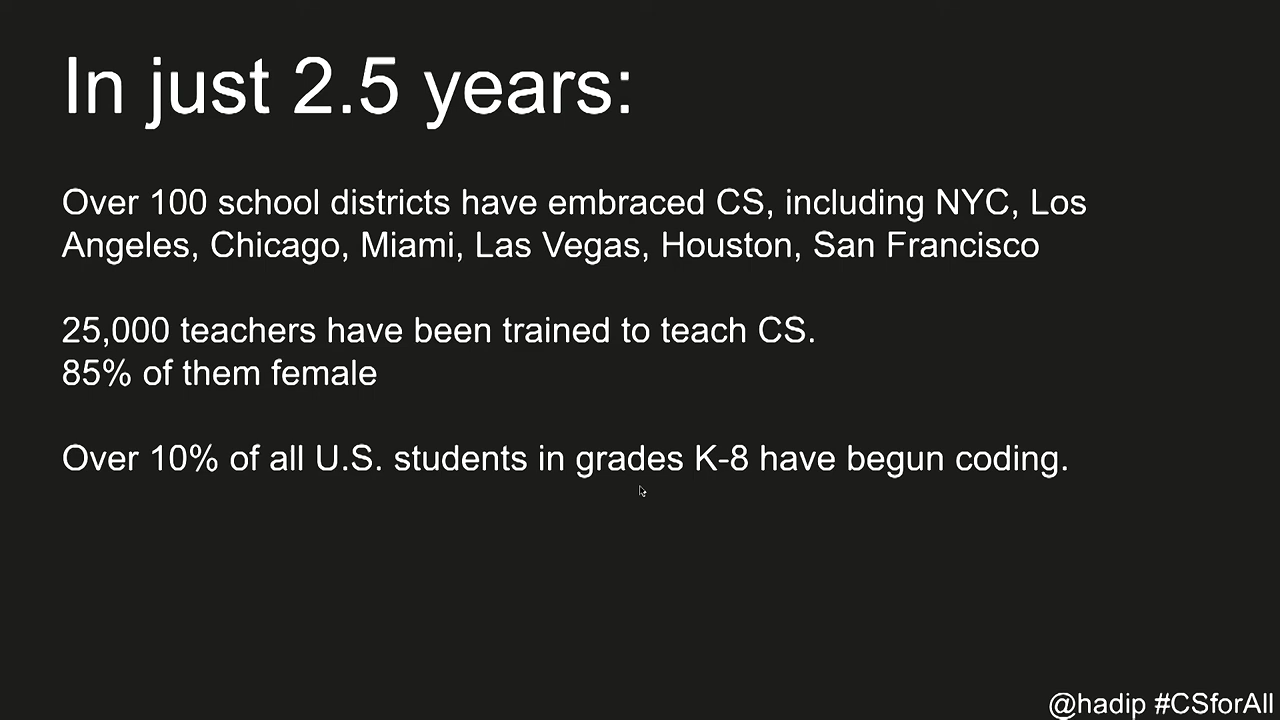 In just 2.5 years:
Over 100 school districts have embraced CS, including NYC, Los
Angeles, Chicago, Miami, Las Vegas, Houston, San Francisco
25,000 teachers have been trained to teach CS.
85% of them female
Over 10% of all U.S. students in grades K-8 have begun coding.
@hadip #CSforAll